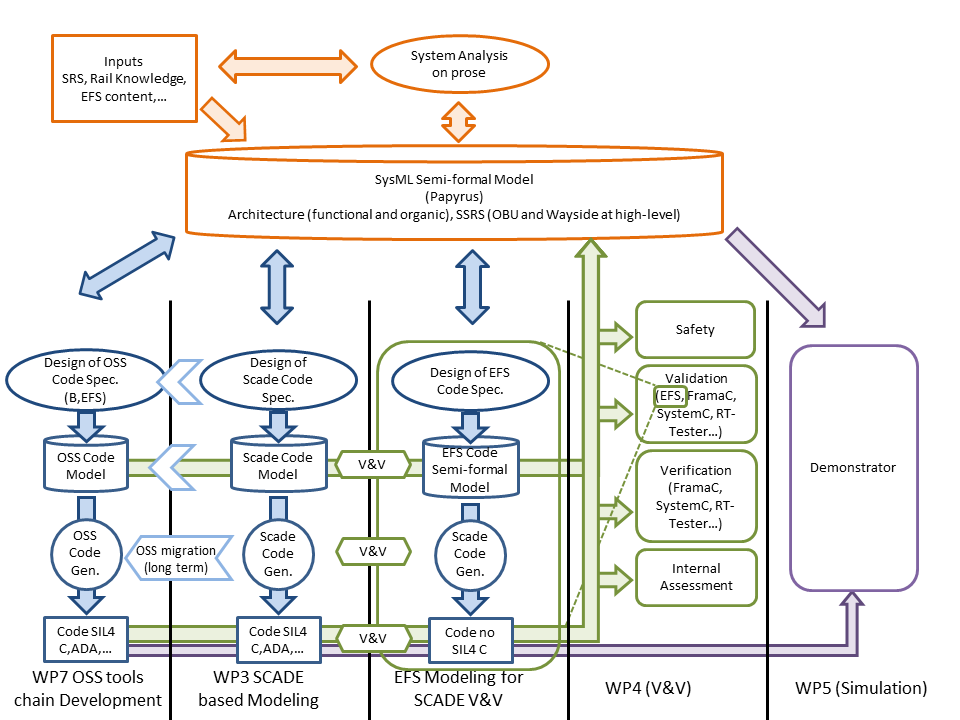 Inputs
SRS, Rail Knowledge,
EFS content,...
System Analysis
on prose
SysML Semi-formal Model
(Papyrus)
Architecture (functional and organic), SSRS (OBU and Wayside at high-level)
Design of OSS
Code Spec.
(B,EFS)
Design of
Scade Code
Spec.
Design of EFS
Code Spec.
Safety
Validation
(EFS, FramaC,
SystemC, RT-
Tester...)
OSS Code
Model
Scade Code
Model
V&V
EFS Code
Semi-formal
Model
Verification
(FramaC,
SystemC, RT-
Tester...)
Demonstrator
OSS
Code
Gen.
OSS migration
(long term)
Scade
Code
Gen.
V&V
Scade
Code
Gen.
Internal
Assessment
Code SIL4
C,ADA,...
Code SIL4
C,ADA,...
V&V
Code no
SIL4 C
WP7 OSS tools
chain Development
WP3 SCADE
based Modeling
EFS Modeling for
SCADE V&V
WP4 (V&V)
WP5 (Simulation)